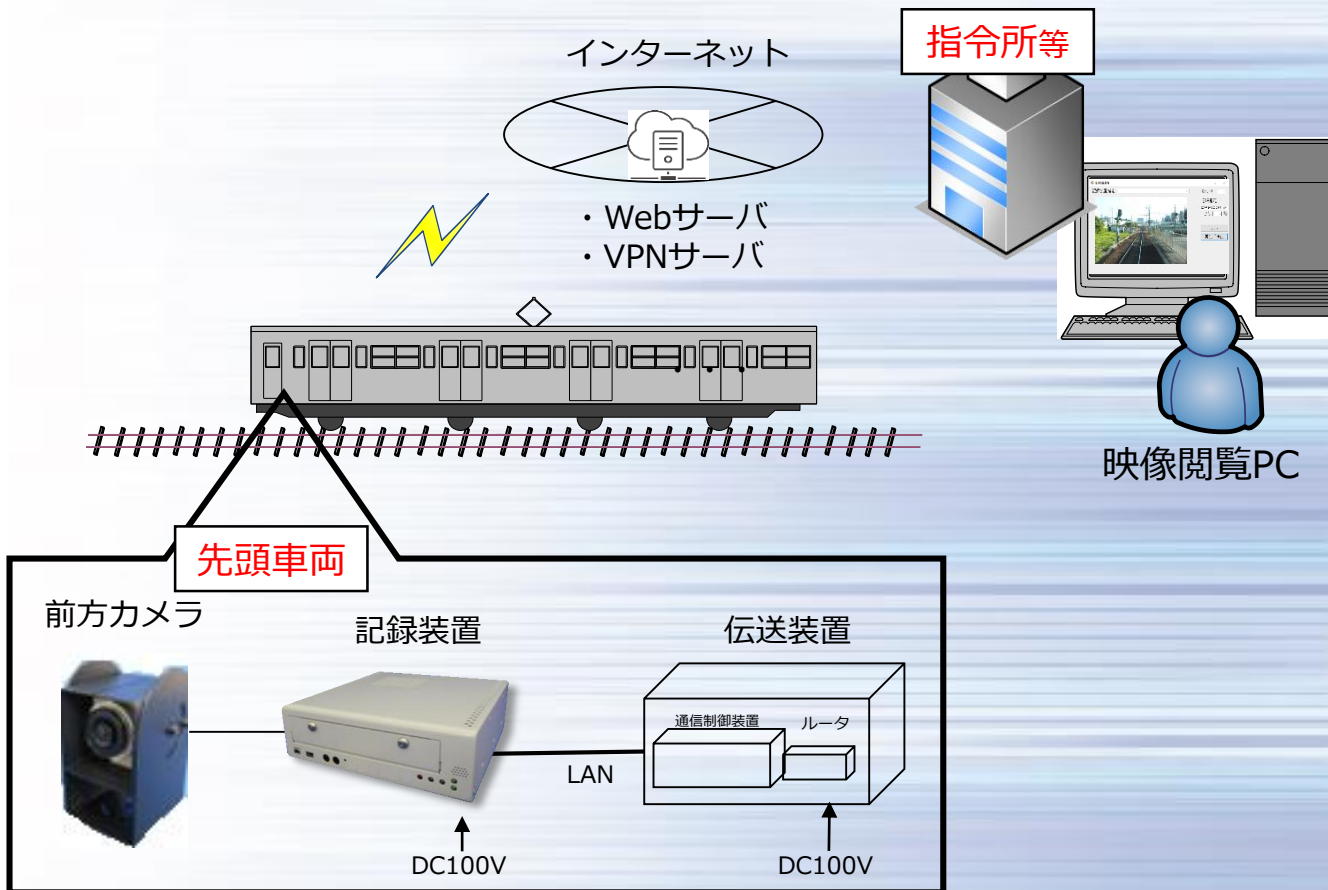 指令所等
インターネット
・Webサーバ
・VPNサーバ
映像閲覧PC
先頭車両
前方カメラ
記録装置
伝送装置
通信制御装置
ルータ
LAN
DC100V
DC100V